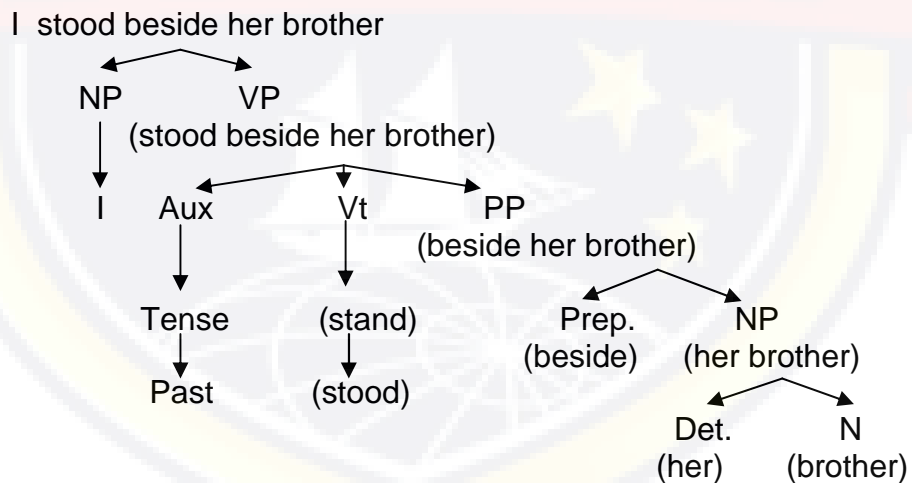 I stood beside her brother
NP VP
(stood beside her brother)
I Aux Vt PP
(beside her brother)
Tense (stand) Prep. NP
(beside) (her brother)
Past (stood)
Det. N
(her) (brother)